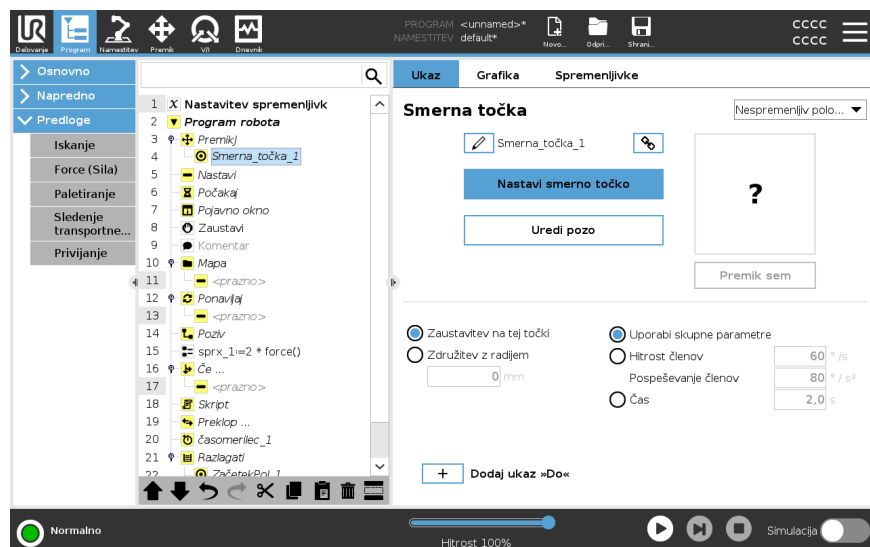 PROGRAM <unnamed>*
NAMESTITEV default*
CCCC
CCCC
Delovanje Program Namestitev Premik V/I Dnevnik Novo... Odpri... Shrani...
Osnovno
Napredno
Predloge
Iskanje
Force (Sila)
Paletiranje
Sledenje
transportne...
Privijanje
1 X Nastavitev spremenljivk
2 Program robota
3 PremikJ
4 Smerna_točka_1
5 Nastavi
6 Počakaj
7 Pojavno okno
8 Zaustavi
9 Komentar
10 Mapa
11 <prazno>
12 Ponavljaj
13 <prazno>
14 Poziv
15 sprx_1:=2 * force()
16 Če ...
17 <prazno>
18 Skript
19 Preklop ...
20 časomerilec_1
21 Razlagati
22 ZačetekPol_1
Ukaz Grafika Spremenljivke
Smerna točka
Nespremenljiv polo...
Smerna_točka_1
Nastavi smerno točko
Uredi pozo
?
Premik sem
Zaustavitev na tej točki
Združitev z radijem
0 mm
Uporabi skupne parametre
Hitrost členov 60 ° /s
Pospeševanje členov 80 ° / s²
Čas 2,0 s
+ Dodaj ukaz »Do«
Normalno
Hitrost 100%
Simulacija